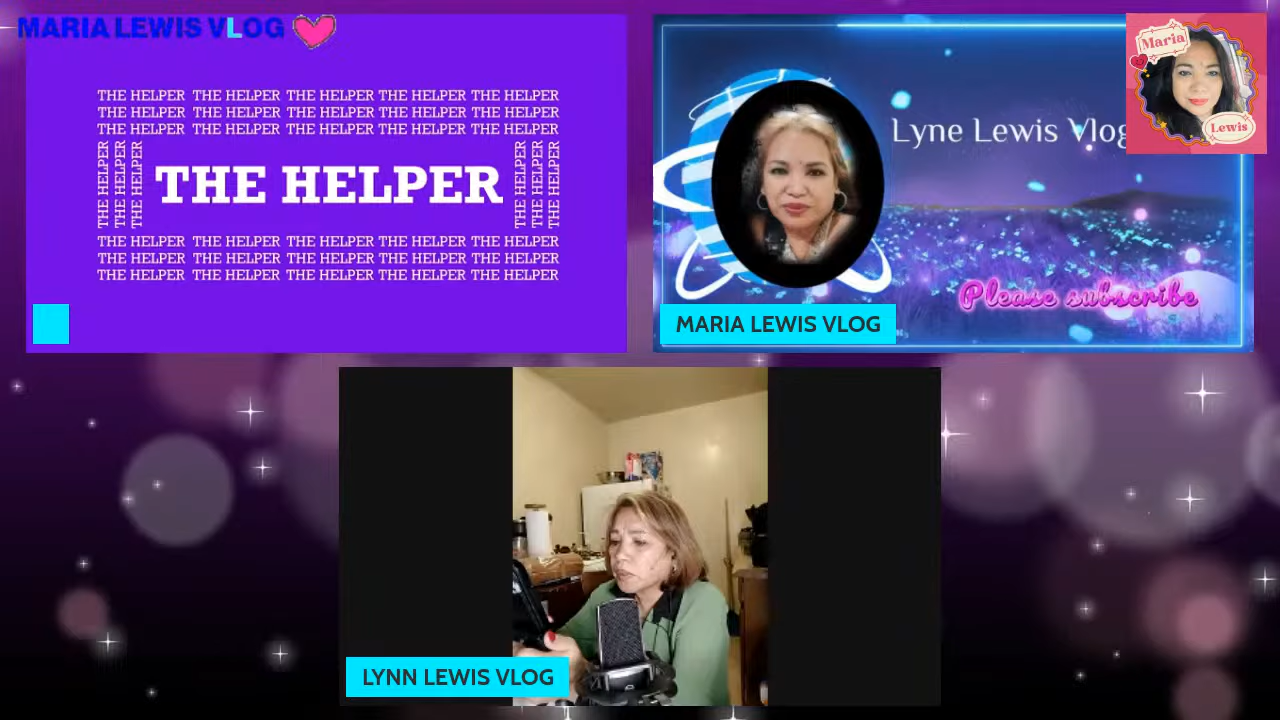 MARIA LEWIS VLOG
THE HELPER THE HELPER THE HELPER THE HELPER THE HELPER
THE HELPER THE HELPER THE HELPER THE HELPER THE HELPER
THE HELPER THE HELPER THE HELPER THE HELPER THE HELPER
THE HELPER
THE HELPER
THE HELPER
THE HELPER
THE HELPER
THE HELPER
THE HELPER
THE HELPER THE HELPER THE HELPER THE HELPER THE HELPER
THE HELPER THE HELPER THE HELPER THE HELPER THE HELPER
THE HELPER THE HELPER THE HELPER THE HELPER THE HELPER
Maria
Lewis
Lyne Lewis Vlog
Please subscribe
MARIA LEWIS VLOG
LYNN LEWIS VLOG